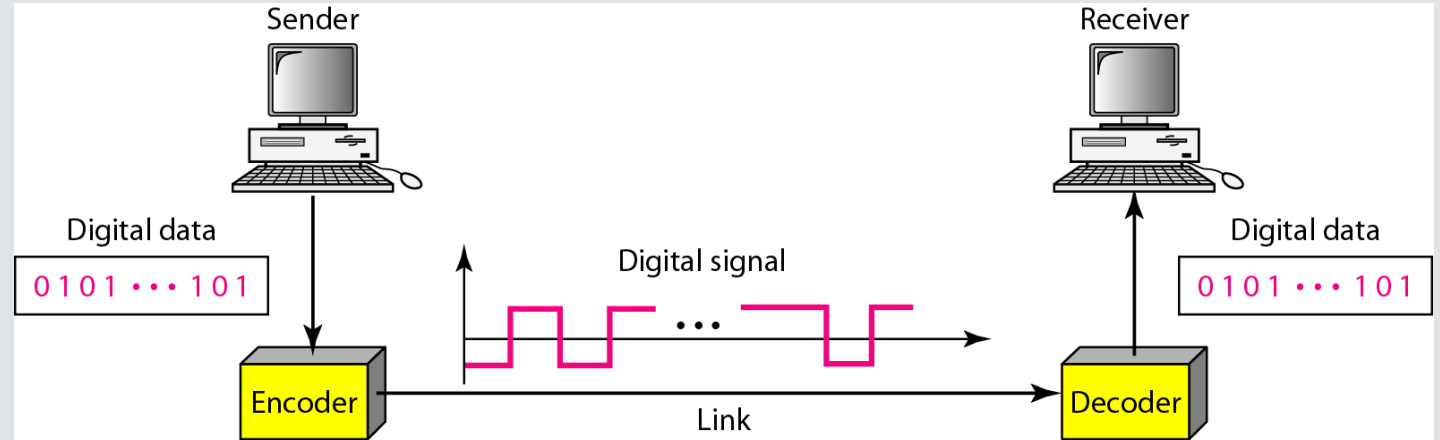 Sender
Receiver
Digital data
0101 ••• 101
Digital signal
•••
Digital data
0101 ••• 101
Encoder
Link
Decoder